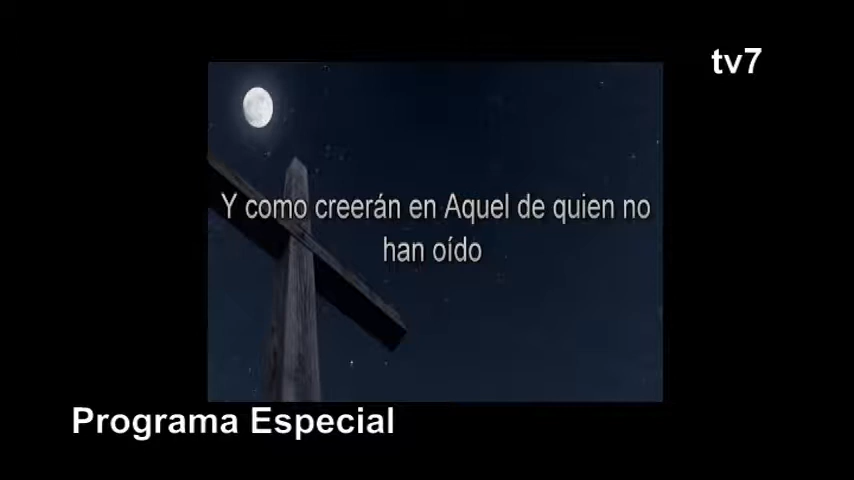 tv7
Y como creerán en Aquel de quien no
han oído
Programa Especial